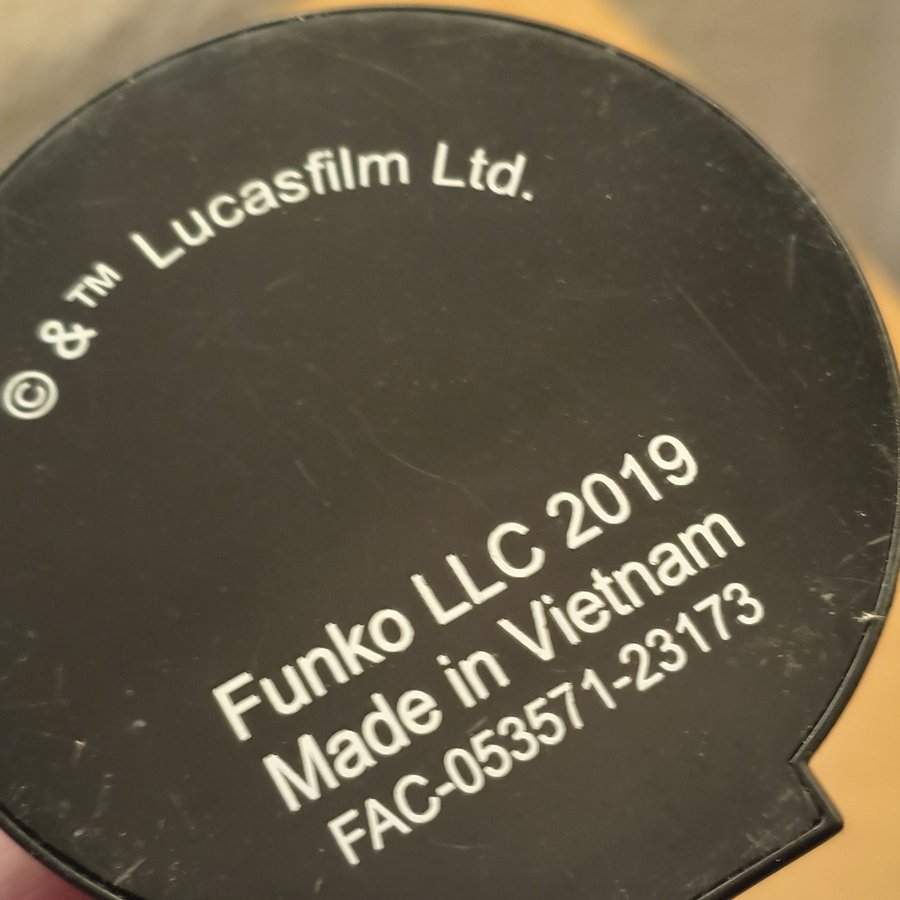 © & ™ Lucasfilm Ltd.
Funko LLC 2019
Made in Vietnam
FAC-053571-23173